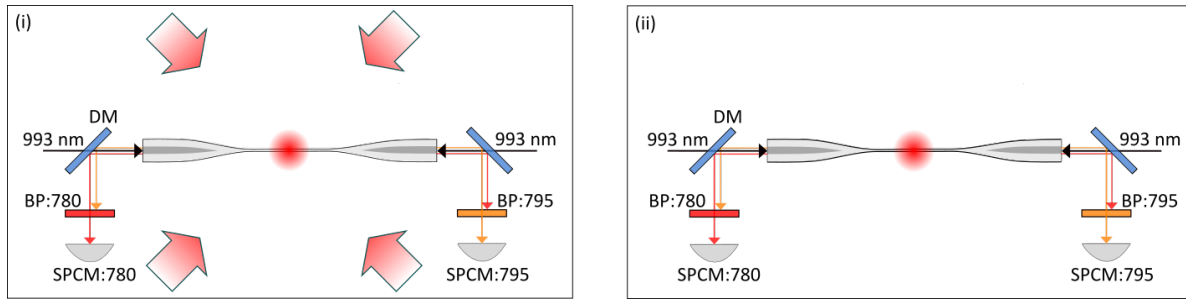 (i)
DM
993 nm
993 nm
BP:780
BP:795
SPCM:780
SPCM:795
(ii)
DM
993 nm
993 nm
BP:780
BP:795
SPCM:780
SPCM:795